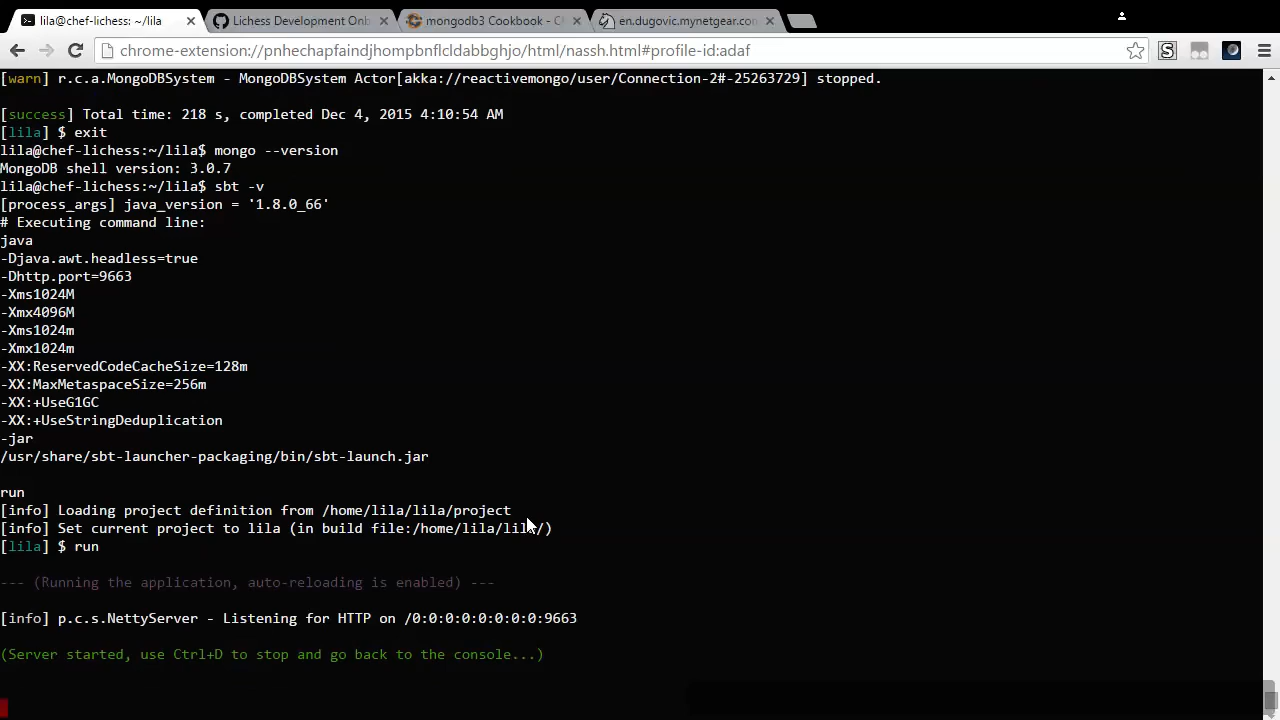 lila@chef-lichess: ~/lila
Lichess Development Onb
mongodb3 Cookbook - Ch
en.dugovic.mynetgear.com
chrome-extension://pnhechapfaindjhompbnflcldabbghjo/html/nassh.html#profile-id:adaf
[warn] r.c.a.MongoDBSystem - MongoDBSystem Actor[akka://reactivemongo/user/Connection-2#-25263729] stopped.
[success] Total time: 218 s, completed Dec 4, 2015 4:10:54 AM
[lila] $ exit
lila@chef-lichess:~/lila$ mongo --version
MongoDB shell version: 3.0.7
lila@chef-lichess:~/lila$ sbt -v
[process_args] java_version = '1.8.0_66'
# Executing command line:
java
-Djava.awt.headless=true
-Dhttp.port=9663
-Xms1024M
-Xmx4096M
-Xms1024m
-Xmx1024m
-XX:ReservedCodeCacheSize=128m
-XX:MaxMetaspaceSize=256m
-XX:+UseG1GC
-XX:+UseStringDeduplication
-jar
/usr/share/sbt-launcher-packaging/bin/sbt-launch.jar
run
[info] Loading project definition from /home/lila/lila/project
[info] Set current project to lila (in build file:/home/lila/lila/)
[lila] $ run
--- (Running the application, auto-reloading is enabled) ---
[info] p.c.s.NettyServer - Listening for HTTP on /0:0:0:0:0:0:0:0:9663
(Server started, use Ctrl+D to stop and go back to the console...)